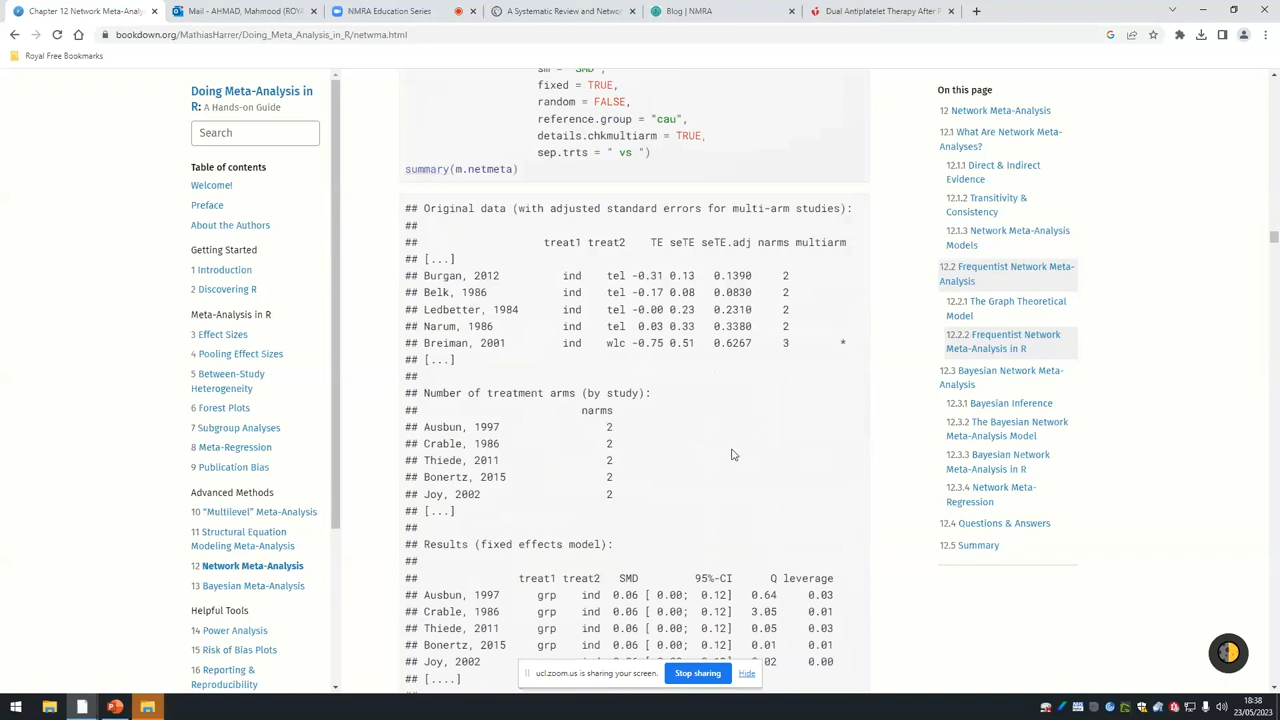 Chapter 12 Network Meta-Analys
Mail - AHMAD, Mahmood (ROYA
NMRA Education Series
A Systematic Review and Networ
Blog | NMRA
Dual Antiplatelet Therapy After P
bookdown.org/MathiasHarrer/Doing_Meta_Analysis_in_R/netwma.html
Royal Free Bookmarks
Doing Meta-Analysis in
R: A Hands-on Guide
Search
Table of contents
Welcome!
Preface
About the Authors
Getting Started
1 Introduction
2 Discovering R
Meta-Analysis in R
3 Effect Sizes
4 Pooling Effect Sizes
5 Between-Study
Heterogeneity
6 Forest Plots
7 Subgroup Analyses
8 Meta-Regression
9 Publication Bias
Advanced Methods
10 “Multilevel” Meta-Analysis
11 Structural Equation
Modeling Meta-Analysis
12 Network Meta-Analysis
13 Bayesian Meta-Analysis
Helpful Tools
14 Power Analysis
15 Risk of Bias Plots
16 Reporting &
Reproducibility
sm = "SMD",
fixed = TRUE,
random = FALSE,
reference.group = "cau",
details.chkmultiarm = TRUE,
sep.trts = " vs ")
summary(m.netmeta)
## Original data (with adjusted standard errors for multi-arm studies):
##
## treat1 treat2 TE seTE seTE.adj narms multiarm
## [...]
## Burgan, 2012 ind tel -0.31 0.13 0.1390 2
## Belk, 1986 ind tel -0.17 0.08 0.0830 2
## Ledbetter, 1984 ind tel -0.00 0.23 0.2310 2
## Narum, 1986 ind tel 0.03 0.33 0.3380 2
## Breiman, 2001 ind wlc -0.75 0.51 0.6267 3 *
## [...]
##
## Number of treatment arms (by study):
## narms
## Ausbun, 1997 2
## Crable, 1986 2
## Thiede, 2011 2
## Bonertz, 2015 2
## Joy, 2002 2
## [...]
##
## Results (fixed effects model):
##
## treat1 treat2 SMD 95%-CI Q leverage
## Ausbun, 1997 grp ind 0.06 [ 0.00; 0.12] 0.64 0.03
## Crable, 1986 grp ind 0.06 [ 0.00; 0.12] 3.05 0.01
## Thiede, 2011 grp ind 0.06 [ 0.00; 0.12] 0.05 0.03
## Bonertz, 2015 grp ind 0.06 [ 0.00; 0.12] 0.01 0.01
## Joy, 2002 02 0.00
## [....]
ucl.zoom.us is sharing your screen.
Stop sharing
Hide
On this page
12 Network Meta-Analysis
12.1 What Are Network Meta-
Analyses?
12.1.1 Direct & Indirect
Evidence
12.1.2 Transitivity &
Consistency
12.1.3 Network Meta-Analysis
Models
12.2 Frequentist Network Meta-
Analysis
12.2.1 The Graph Theoretical
Model
12.2.2 Frequentist Network
Meta-Analysis in R
12.3 Bayesian Network Meta-
Analysis
12.3.1 Bayesian Inference
12.3.2 The Bayesian Network
Meta-Analysis Model
12.3.3 Bayesian Network
Meta-Analysis in R
12.3.4 Network Meta-
Regression
12.4 Questions & Answers
12.5 Summary
18:38
23/05/2023